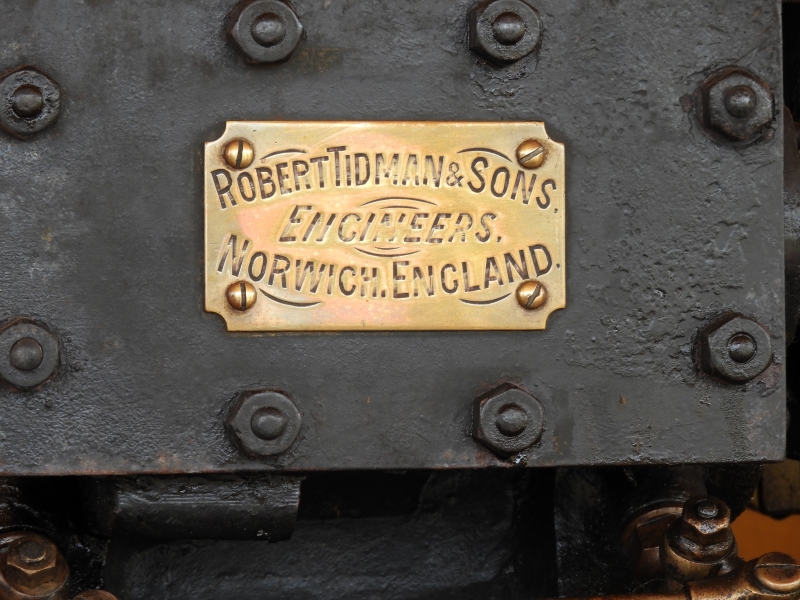 ROBERT TIDMAN & SONS,
ENGINEERS.
NORWICH. ENGLAND.